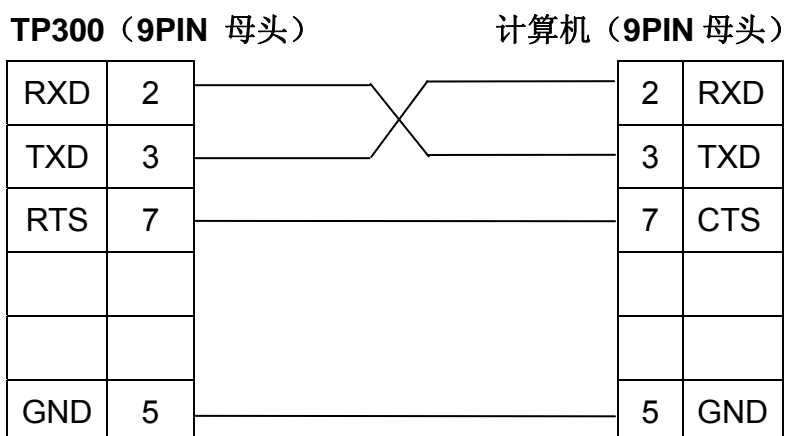 TP300（9PIN 母头） 计算机（9PIN 母头）
RXD 2 2 RXD
TXD 3 3 TXD
RTS 7 7 CTS
GND 5 5 GND